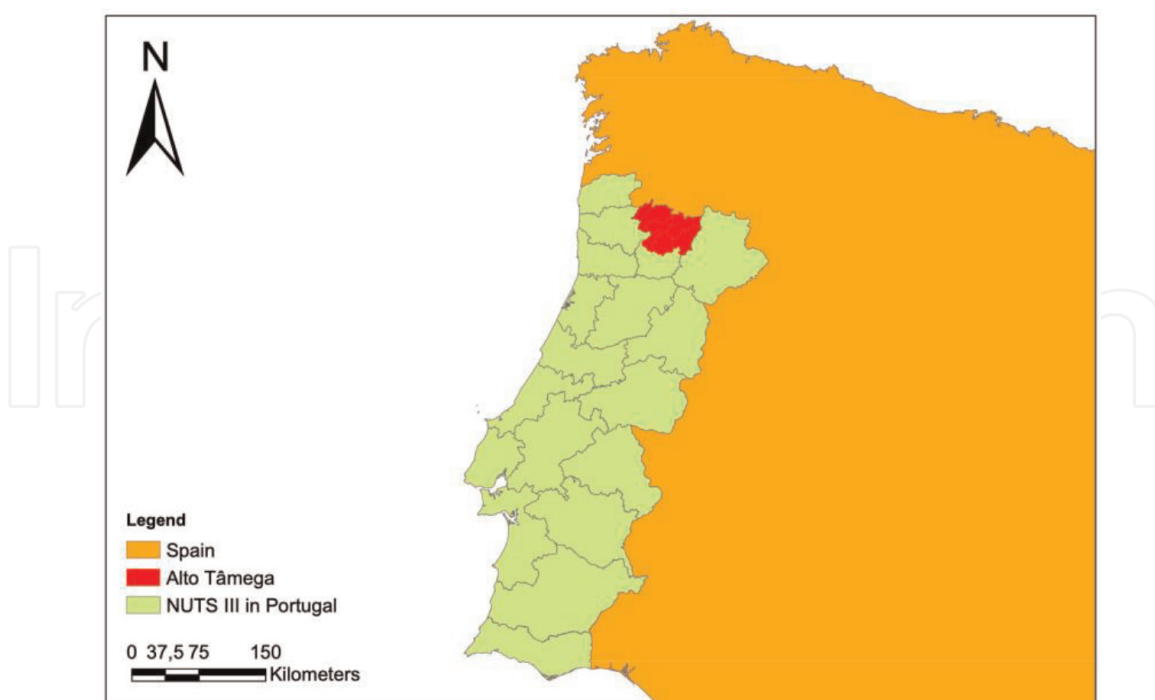 N
Legend
Spain
Alto Tâmega
NUTS III in Portugal
0 37,5 75 150
Kilometers